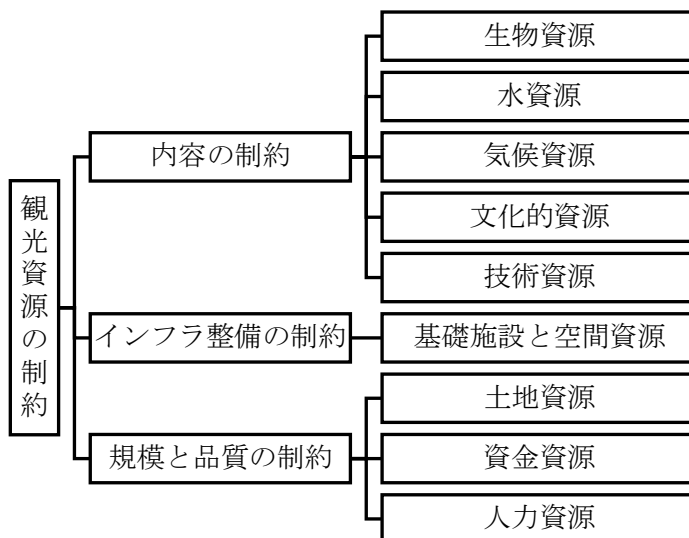 観光資源の制約
内容の制約
生物資源
水資源
気候資源
文化的資源
技術資源
インフラ整備の制約
基礎施設と空間資源
規模と品質の制約
土地資源
資金資源
人力資源